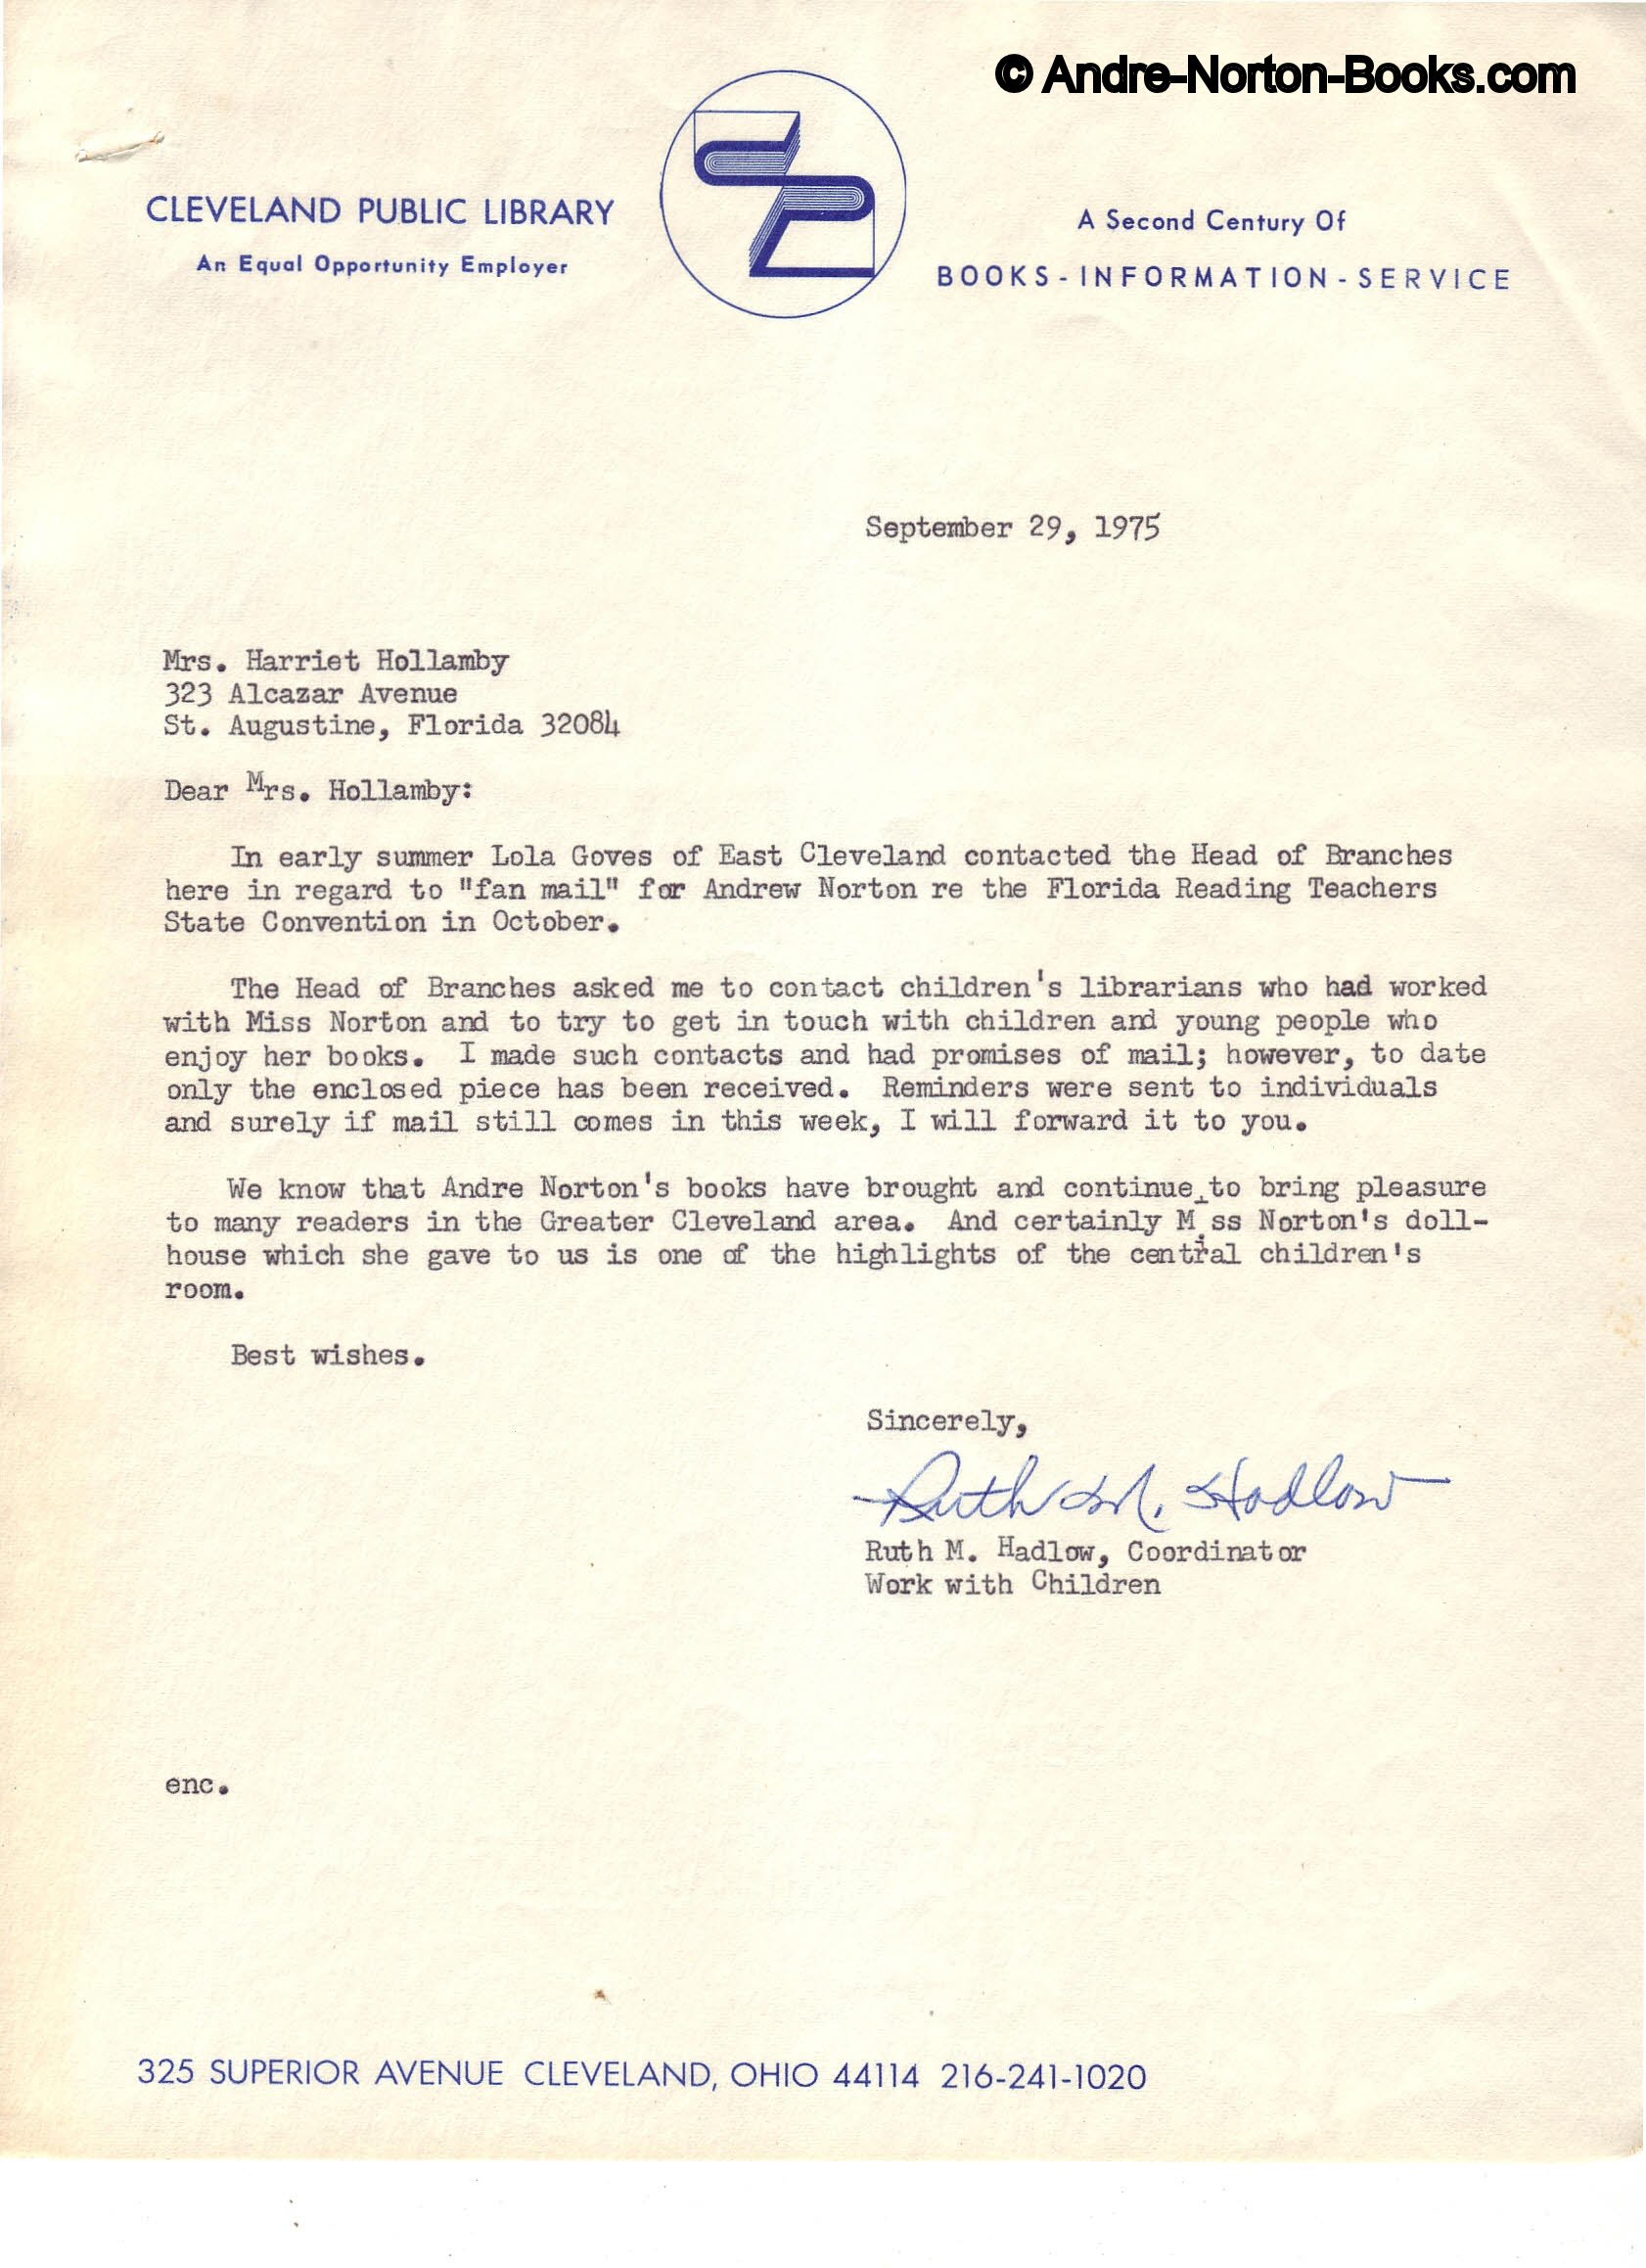 © Andre-Norton-Books.com
CLEVELAND PUBLIC LIBRARY
An Equal Opportunity Employer
A Second Century Of
BOOKS - INFORMATION - SERVICE
September 29, 1975
Mrs. Harriet Hollamby
323 Alcazar Avenue
St. Augustine, Florida 32084
Dear Mrs. Hollamby:
In early summer Lola Goves of East Cleveland contacted the Head of Branches
here in regard to "fan mail" for Andrew Norton re the Florida Reading Teachers
State Convention in October.
The Head of Branches asked me to contact children's librarians who had worked
with Miss Norton and to try to get in touch with children and young people who
enjoy her books. I made such contacts and had promises of mail; however, to date
only the enclosed piece has been received. Reminders were sent to individuals
and surely if mail still comes in this week, I will forward it to you.
We know that Andre Norton's books have brought and continue to bring pleasure
to many readers in the Greater Cleveland area. And certainly Miss Norton's doll-
house which she gave to us is one of the highlights of the central children's
room.
Best wishes.
Sincerely,
Ruth M. Hadlow
Ruth M. Hadlow, Coordinator
Work with Children
enc.
325 SUPERIOR AVENUE CLEVELAND, OHIO 44114 216-241-1020